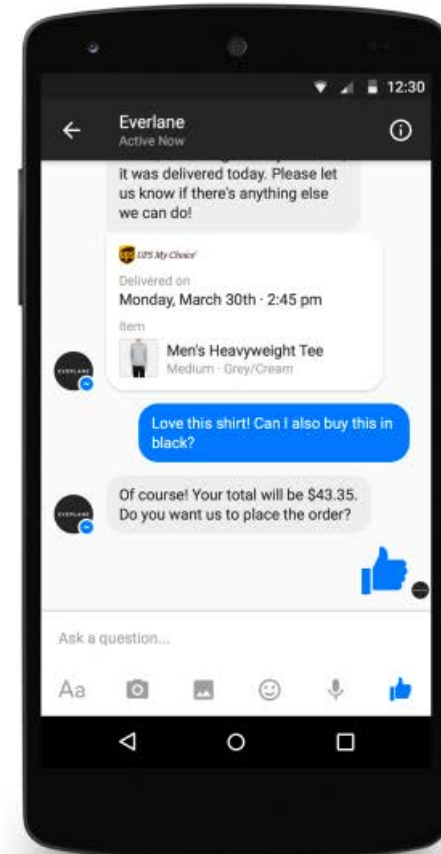 12:30
Everlane
Active Now
it was delivered today. Please let
us know if there's anything else
we can do!
ups UPS My Choice®
Delivered on
Monday, March 30th · 2:45 pm
Item
Men's Heavyweight Tee
Medium · Grey/Cream
EVERLANE
Love this shirt! Can I also buy this in
black?
Of course! Your total will be $43.35.
Do you want us to place the order?
EVERLANE
Ask a question...
Aa